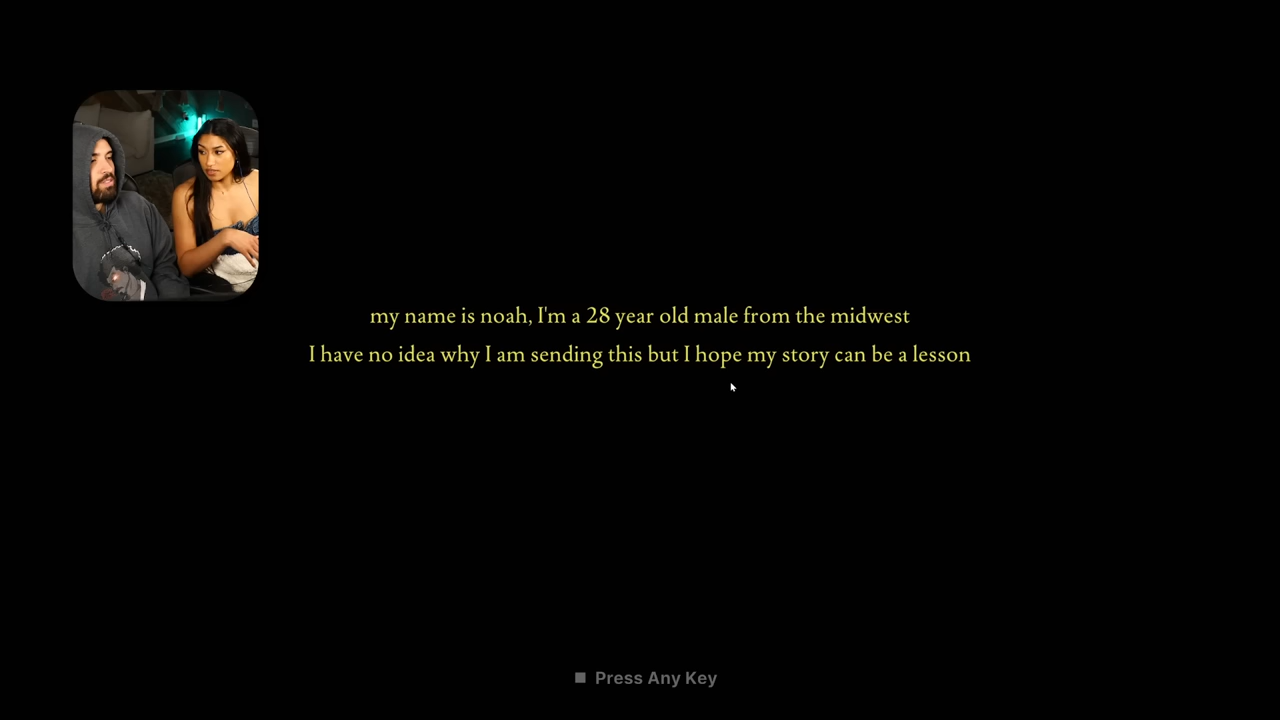 my name is noah, I'm a 28 year old male from the midwest
I have no idea why I am sending this but I hope my story can be a lesson
Press Any Key